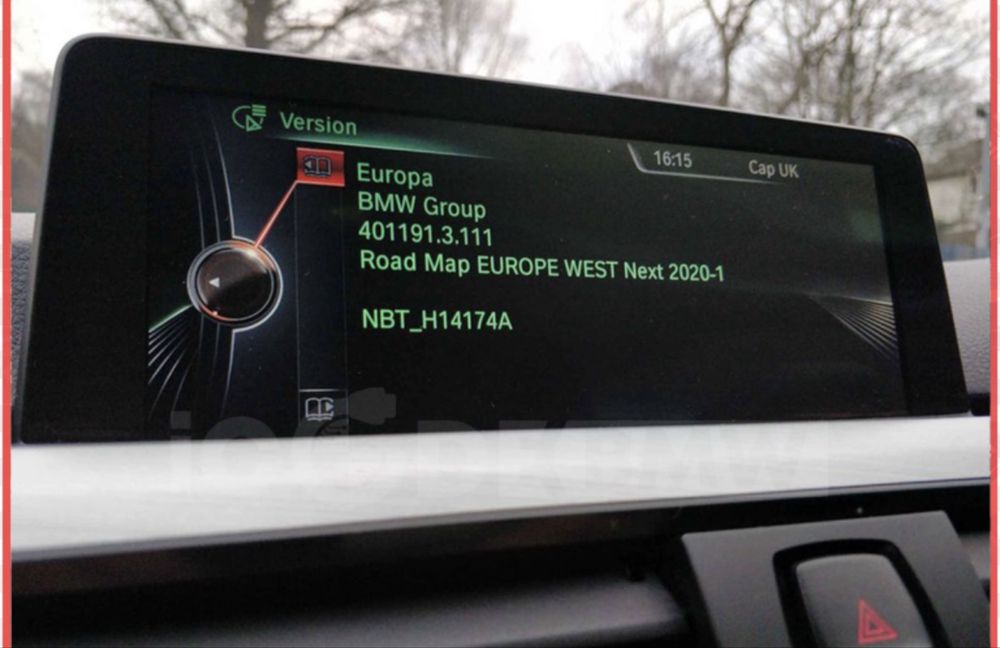 Version
16:15 Cap UK
Europa
BMW Group
401191.3.111
Road Map EUROPE WEST Next 2020-1
NBT_H14174A